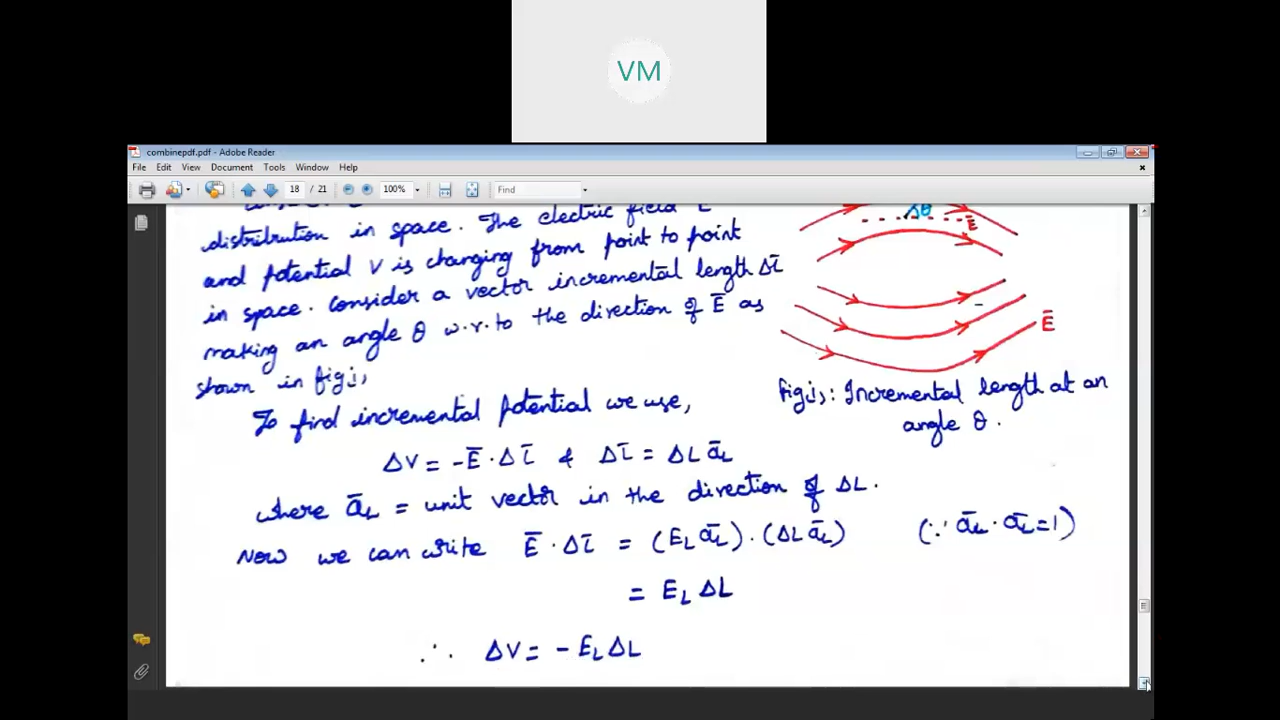 VM
combinepdf.pdf - Adobe Reader
File Edit View Document Tools Window Help
18 / 21 100% Find
distribution in space. The electric field
and potential V is changing from point to point
in space. Consider a vector incremental length ΔL̄
making an angle θ w.r.to the direction of Ē as
shown in fig(i),
Δθ
Ē
Ē
Fig(i): Incremental length at an
angle θ.
To find incremental potential we use,
ΔV = -Ē · ΔL̄ & ΔL̄ = ΔL āL
where āL = unit vector in the direction of ΔL.
Now we can write Ē · ΔL̄ = (EL āL) · (ΔL āL) (∵ āL · āL = 1)
= EL ΔL
∴ ΔV = - EL ΔL